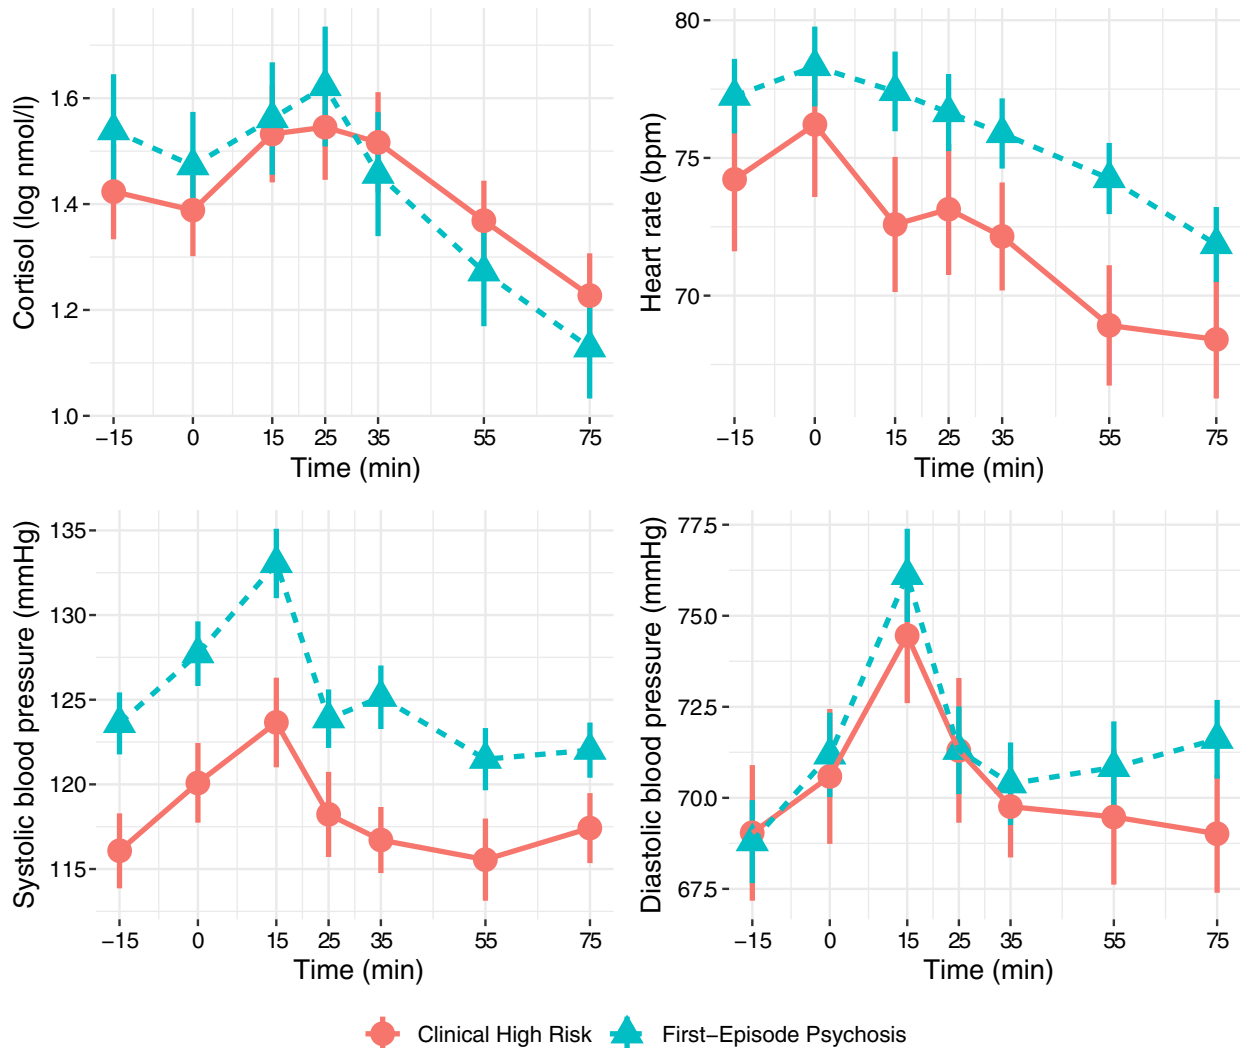 Cortisol (log nmol/l)
1.6
1.4
1.2
1.0
−15 0 15 25 35 55 75
Time (min)
Heart rate (bpm)
80
75
70
−15 0 15 25 35 55 75
Time (min)
Systolic blood pressure (mmHg)
135
130
125
120
115
−15 0 15 25 35 55 75
Time (min)
Diastolic blood pressure (mmHg)
77.5
75.0
72.5
70.0
67.5
−15 0 15 25 35 55 75
Time (min)
Clinical High Risk First−Episode Psychosis